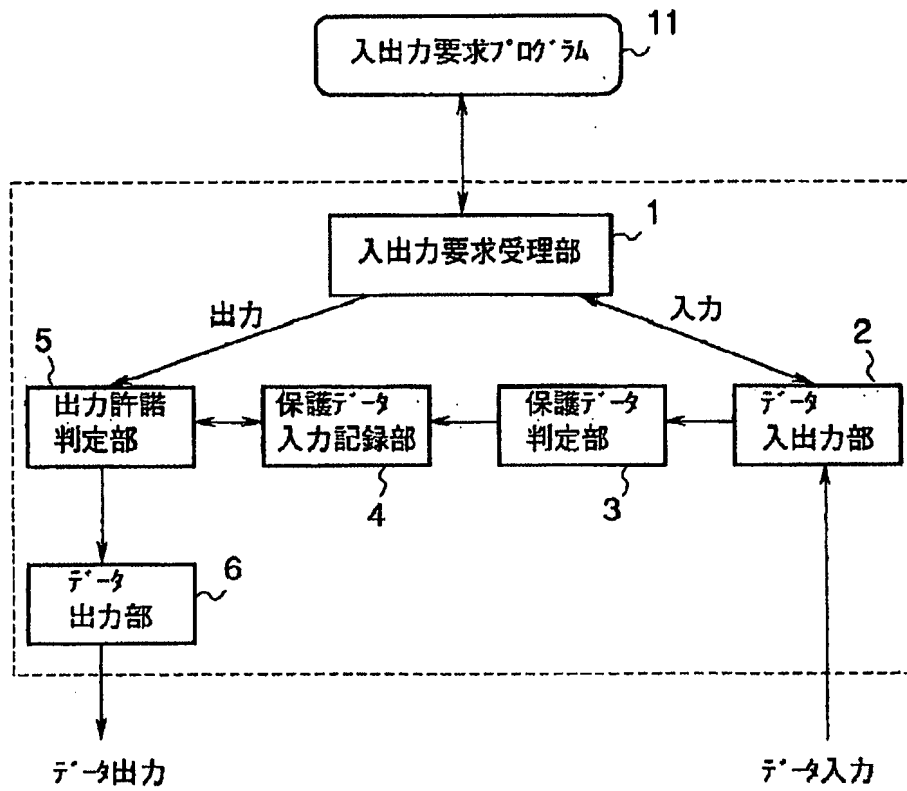 11
入出力要求ﾌﾟﾛｸﾞﾗﾑ
1
入出力要求受理部
出力
入力
5
出力許諾
判定部
保護ﾃﾞｰﾀ
入力記録部
4
保護ﾃﾞｰﾀ
判定部
3
2
ﾃﾞｰﾀ
入出力部
6
ﾃﾞｰﾀ
出力部
ﾃﾞｰﾀ出力
ﾃﾞｰﾀ入力